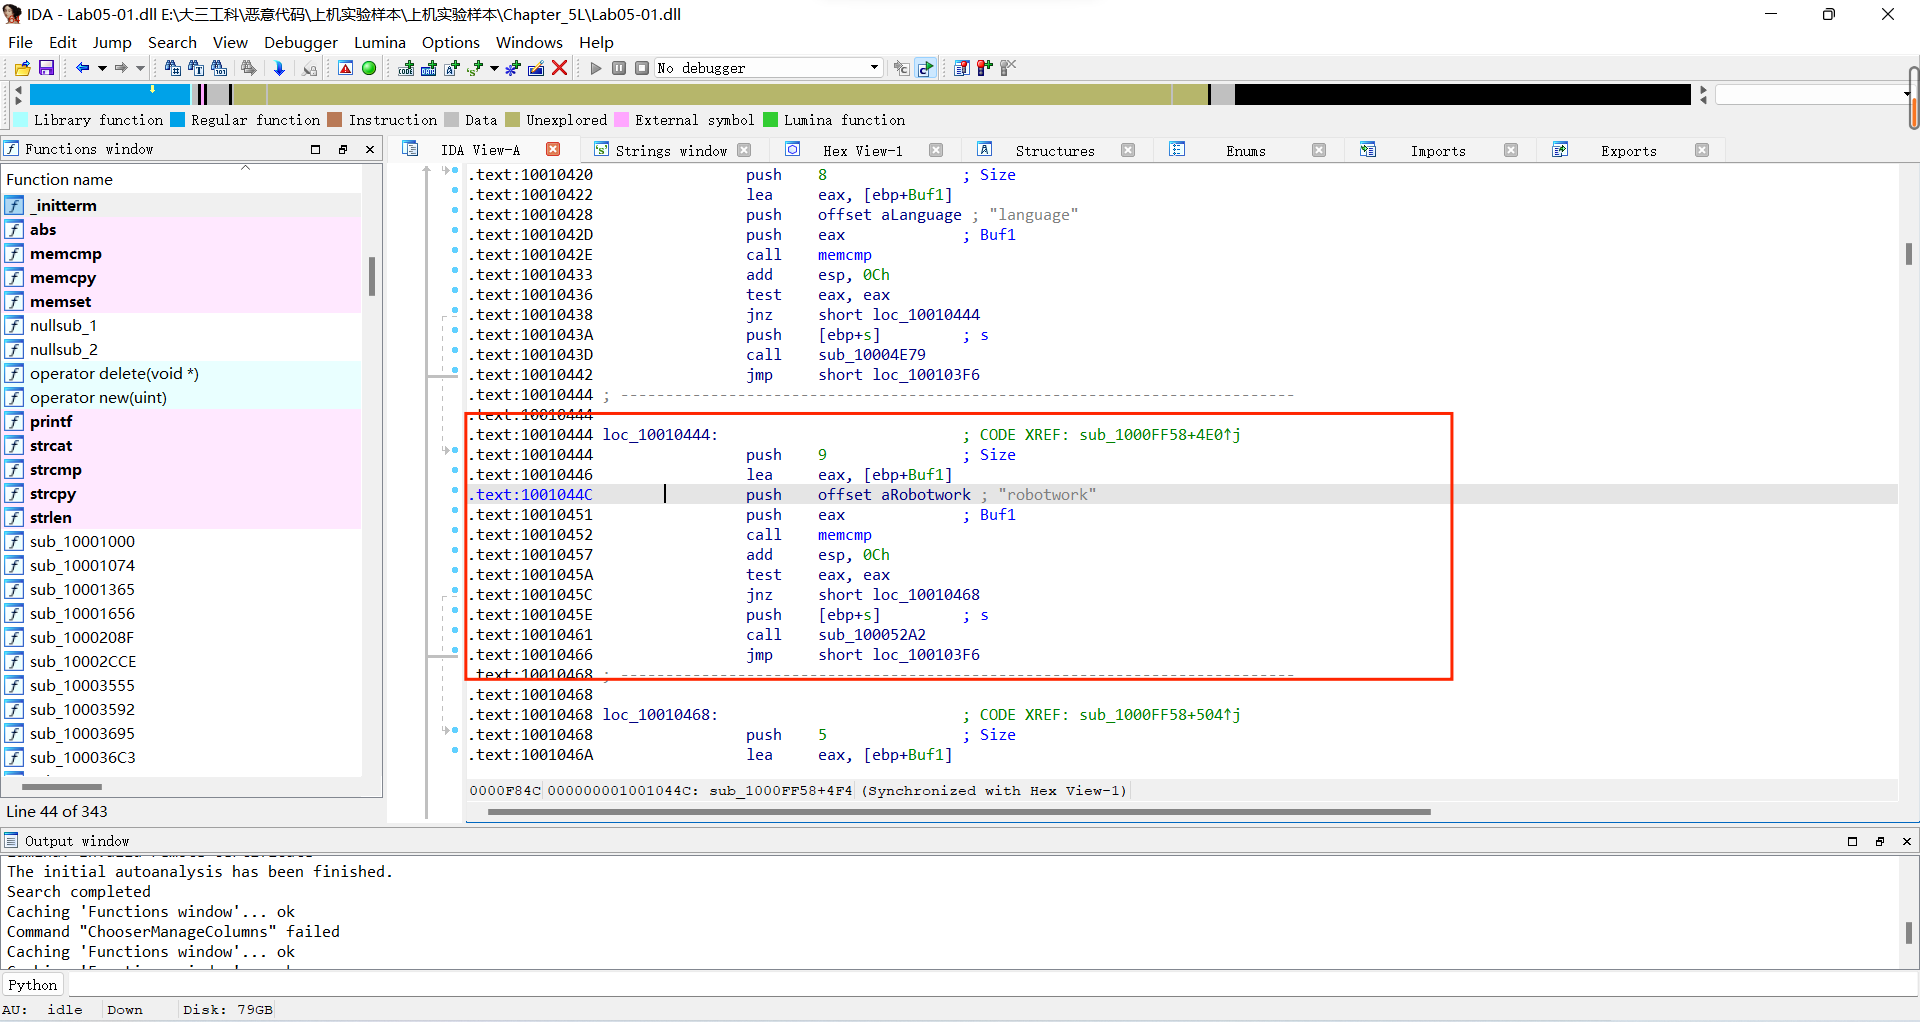 IDA - Lab05-01.dll E:\大三工科\恶意代码\上机实验样本\上机实验样本\Chapter_5L\Lab05-01.dll
File Edit Jump Search View Debugger Lumina Options Windows Help
No debugger
Library function Regular function Instruction Data Unexplored External symbol Lumina function
Functions window
IDA View-A Strings window Hex View-1 Structures Enums Imports Exports
Function name
_initterm
abs
memcmp
memcpy
memset
nullsub_1
nullsub_2
operator delete(void *)
operator new(uint)
printf
strcat
strcmp
strcpy
strlen
sub_10001000
sub_10001074
sub_10001365
sub_10001656
sub_1000208F
sub_10002CCE
sub_10003555
sub_10003592
sub_10003695
sub_100036C3
Line 44 of 343
.text:10010420 push 8 ; Size
.text:10010422 lea eax, [ebp+Buf1]
.text:10010428 push offset aLanguage ; "language"
.text:1001042D push eax ; Buf1
.text:1001042E call memcmp
.text:10010433 add esp, 0Ch
.text:10010436 test eax, eax
.text:10010438 jnz short loc_10010444
.text:1001043A push [ebp+s] ; s
.text:1001043D call sub_10004E79
.text:10010442 jmp short loc_100103F6
.text:10010444 ; ---------------------------------------------------------------------------
.text:10010444
.text:10010444 loc_10010444: ; CODE XREF: sub_1000FF58+4E0↑j
.text:10010444 push 9 ; Size
.text:10010446 lea eax, [ebp+Buf1]
.text:1001044C push offset aRobotwork ; "robotwork"
.text:10010451 push eax ; Buf1
.text:10010452 call memcmp
.text:10010457 add esp, 0Ch
.text:1001045A test eax, eax
.text:1001045C jnz short loc_10010468
.text:1001045E push [ebp+s] ; s
.text:10010461 call sub_100052A2
.text:10010466 jmp short loc_100103F6
.text:10010468 ; ---------------------------------------------------------------------------
.text:10010468
.text:10010468 loc_10010468: ; CODE XREF: sub_1000FF58+504↑j
.text:10010468 push 5 ; Size
.text:1001046A lea eax, [ebp+Buf1]
0000F84C 000000001001044C: sub_1000FF58+4F4 (Synchronized with Hex View-1)
Output window
The initial autoanalysis has been finished.
Search completed
Caching 'Functions window'... ok
Command "ChooserManageColumns" failed
Caching 'Functions window'... ok
Python
AU: idle Down Disk: 79GB